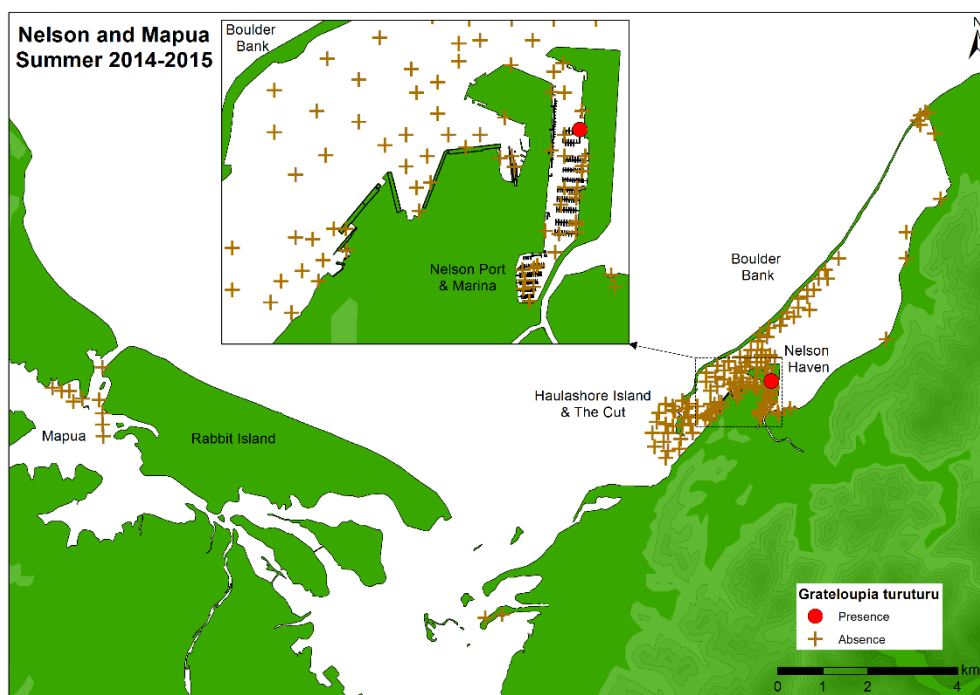 Nelson and Mapua
Summer 2014-2015
Boulder
Bank
Nelson Port
& Marina
N
Boulder
Bank
Nelson
Haven
Haulashore Island
& The Cut
Mapua
Rabbit Island
Grateloupia turuturu
Presence
Absence
0 1 2 4
km